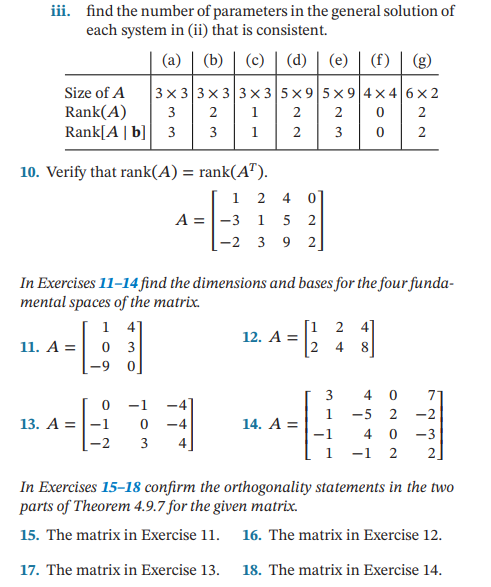 iii. find the number of parameters in the general solution of
each system in (ii) that is consistent.
(a) (b) (c) (d) (e) (f) (g)
Size of A 3 × 3 3 × 3 3 × 3 5 × 9 5 × 9 4 × 4 6 × 2
Rank(A) 3 2 1 2 2 0 2
Rank[A | b] 3 3 1 2 3 0 2
10. Verify that rank(A) = rank(Aᵀ).
1 2 4 0
A = −3 1 5 2
−2 3 9 2
In Exercises 11–14 find the dimensions and bases for the four funda-
mental spaces of the matrix.
1 4
11. A = 0 3
−9 0
12. A = 1 2 4
2 4 8
0 −1 −4
13. A = −1 0 −4
−2 3 4
3 4 0 7
1 −5 2 −2
14. A = −1 4 0 −3
1 −1 2 2
In Exercises 15–18 confirm the orthogonality statements in the two
parts of Theorem 4.9.7 for the given matrix.
15. The matrix in Exercise 11. 16. The matrix in Exercise 12.
17. The matrix in Exercise 13. 18. The matrix in Exercise 14.